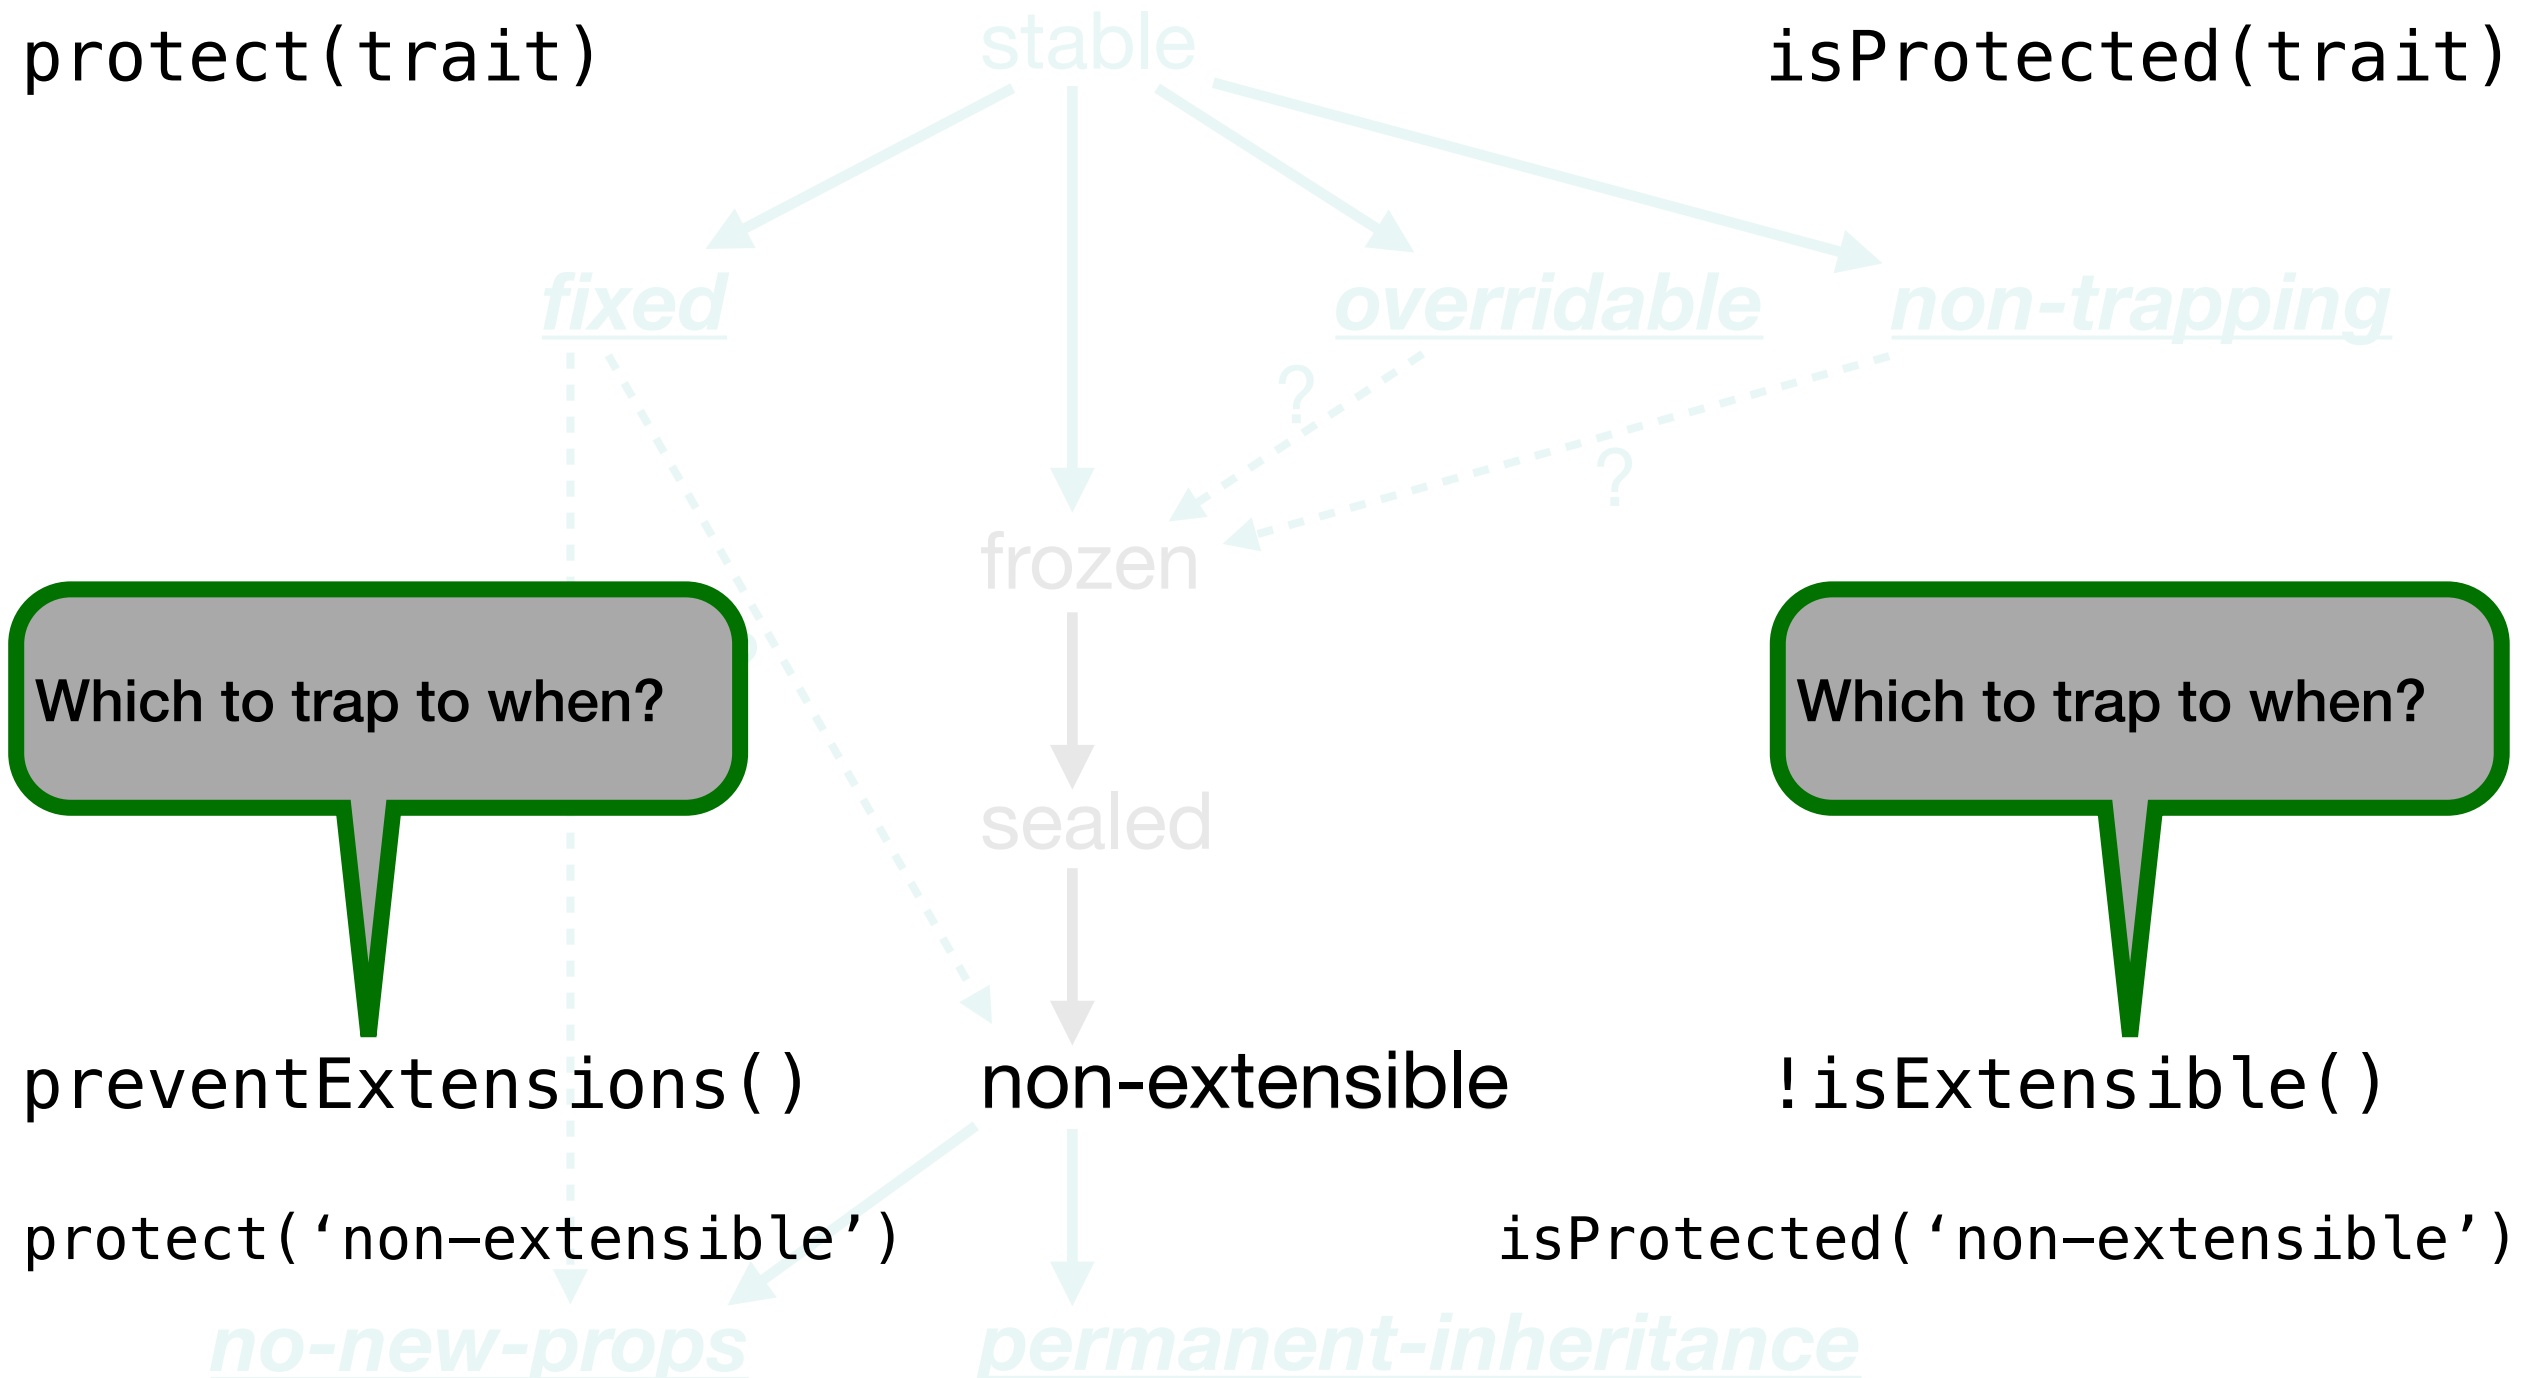 protect(trait)
stable
isProtected(trait)
fixed
overridable
non-trapping
?
?
frozen
Which to trap to when?
Which to trap to when?
sealed
preventExtensions()
non-extensible
!isExtensible()
protect(‘non-extensible’)
isProtected(‘non-extensible’)
no-new-props
permanent-inheritance